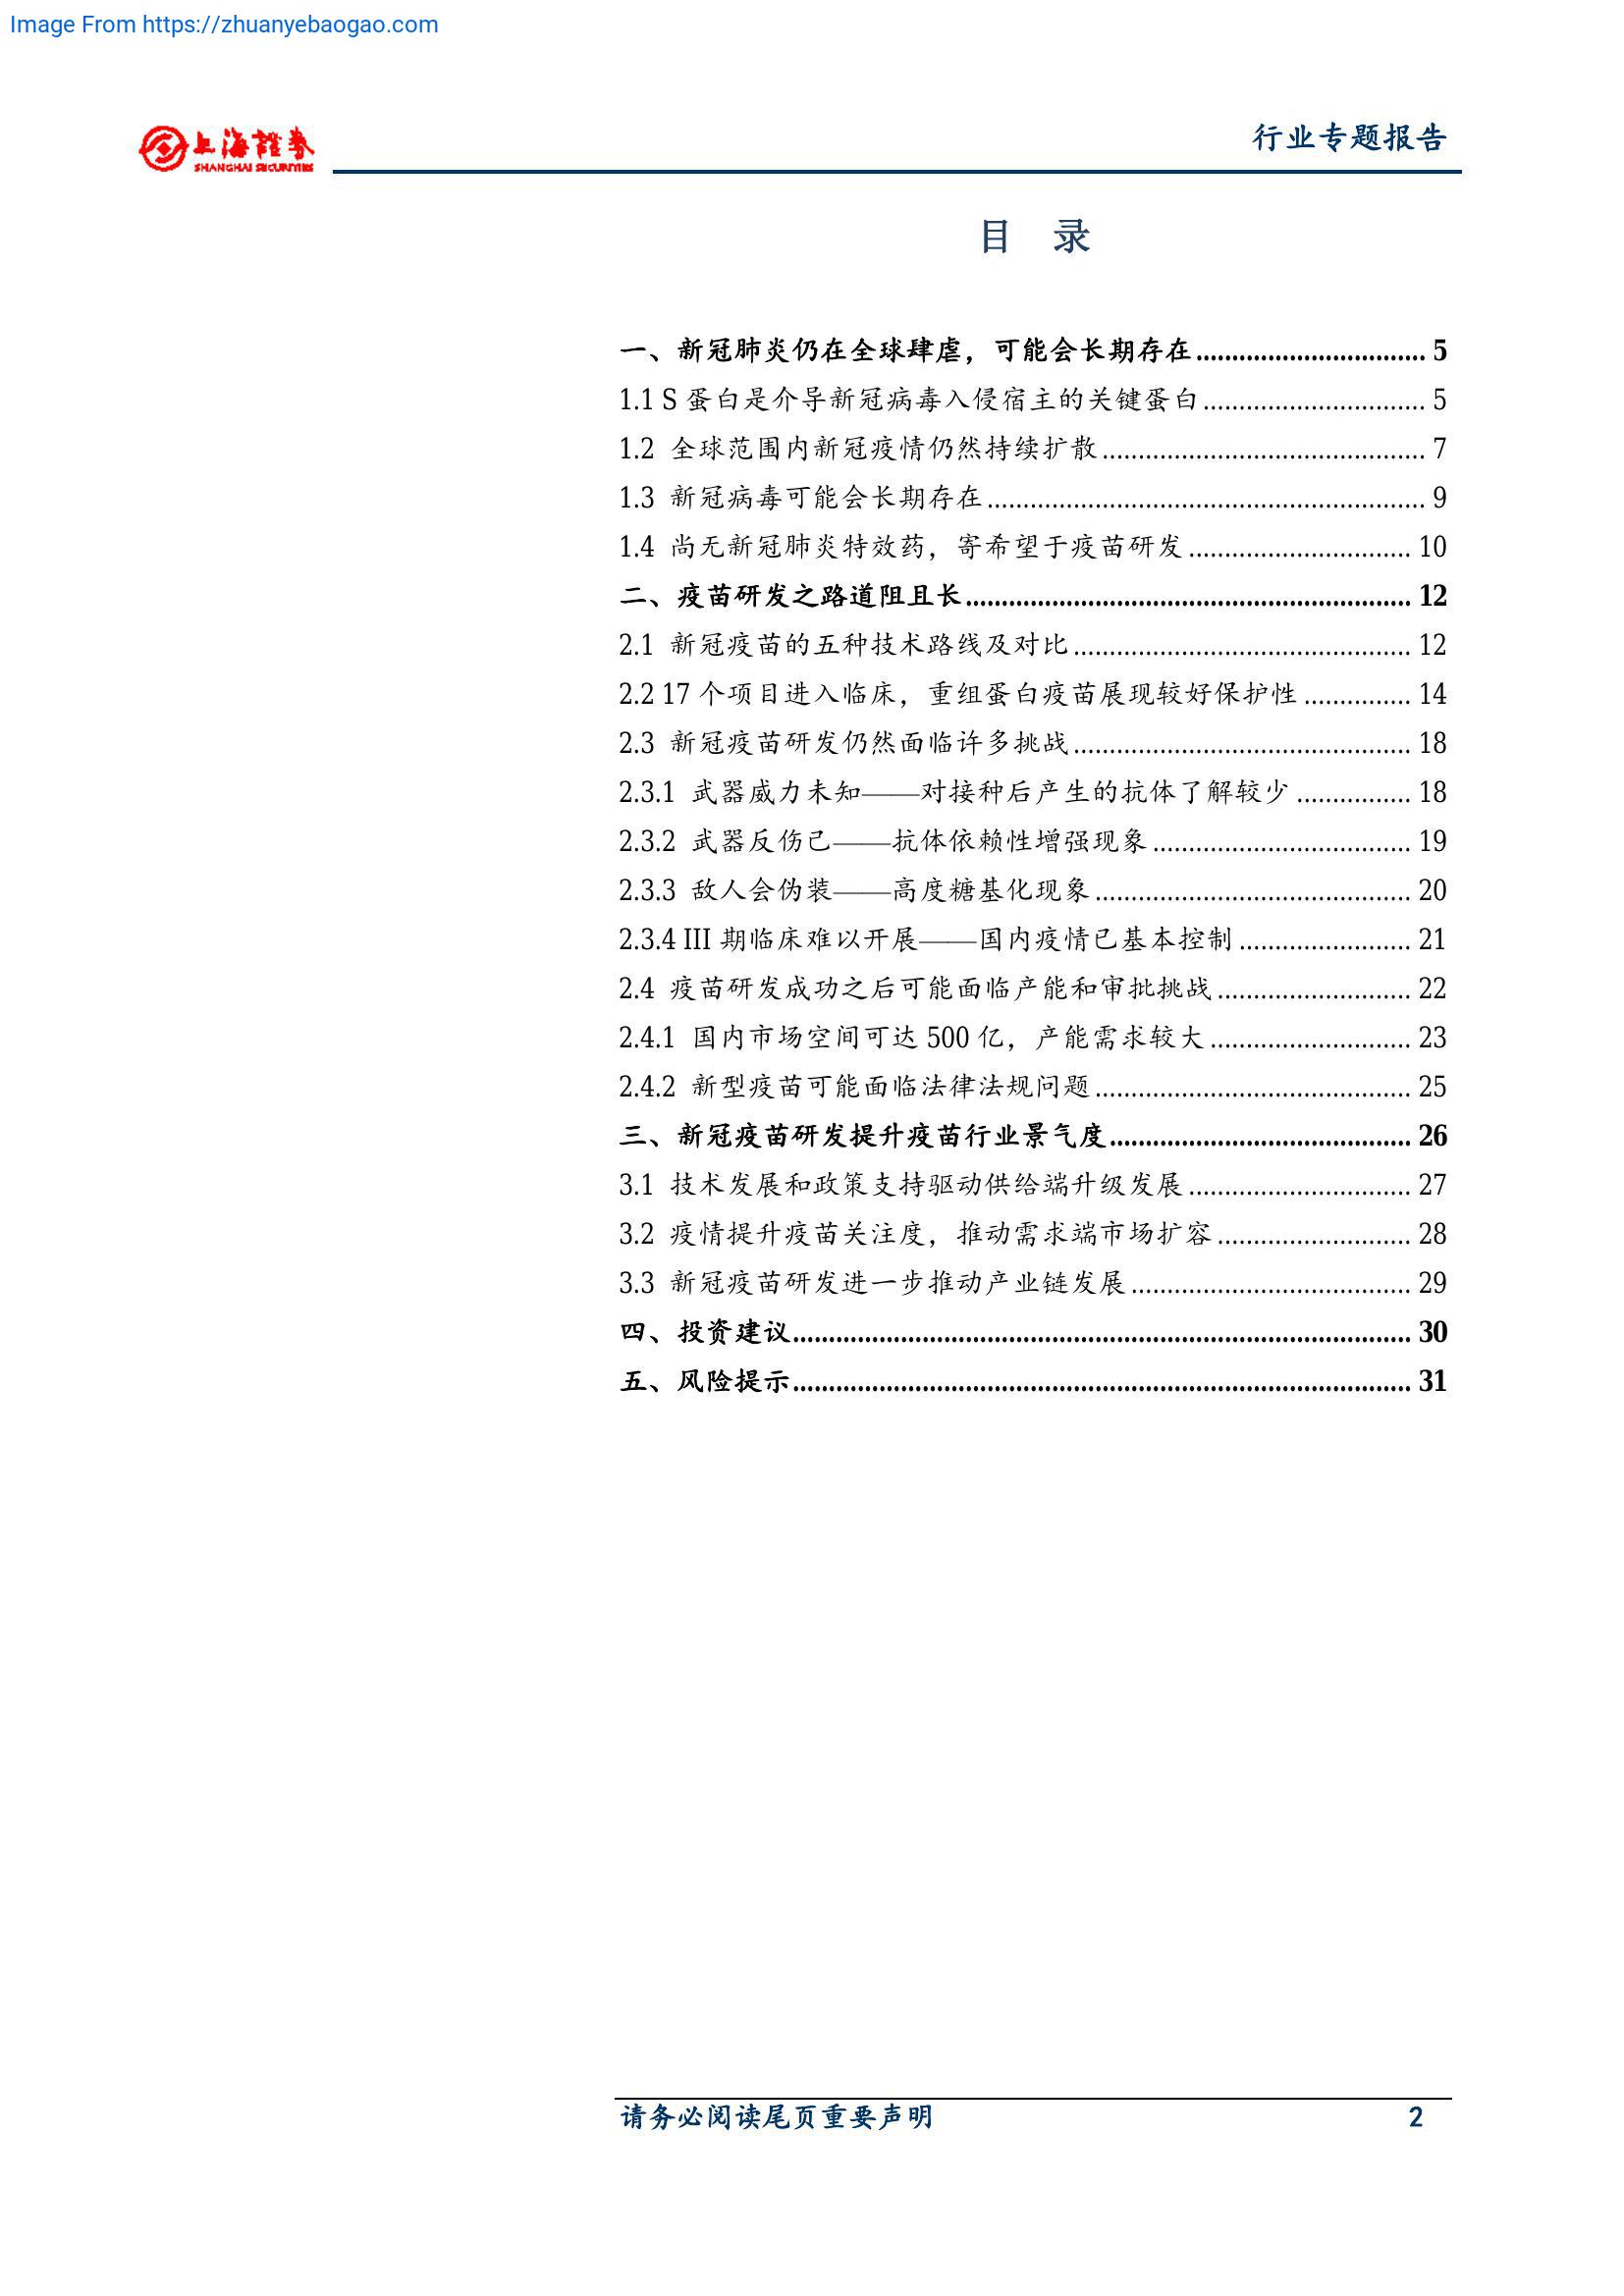 Image From https://zhuanyebaogao.com
上海證券
SHANGHAI SECURITIES
行业专题报告
目 录
一、新冠肺炎仍在全球肆虐，可能会长期存在................................ 5
1.1 S 蛋白是介导新冠病毒入侵宿主的关键蛋白............................... 5
1.2 全球范围内新冠疫情仍然持续扩散............................................. 7
1.3 新冠病毒可能会长期存在............................................................. 9
1.4 尚无新冠肺炎特效药，寄希望于疫苗研发............................... 10
二、疫苗研发之路道阻且长.............................................................. 12
2.1 新冠疫苗的五种技术路线及对比............................................... 12
2.2 17 个项目进入临床，重组蛋白疫苗展现较好保护性............... 14
2.3 新冠疫苗研发仍然面临许多挑战............................................... 18
2.3.1 武器威力未知——对接种后产生的抗体了解较少................ 18
2.3.2 武器反伤己——抗体依赖性增强现象.................................... 19
2.3.3 敌人会伪装——高度糖基化现象............................................ 20
2.3.4 III 期临床难以开展——国内疫情已基本控制........................ 21
2.4 疫苗研发成功之后可能面临产能和审批挑战........................... 22
2.4.1 国内市场空间可达 500 亿，产能需求较大............................ 23
2.4.2 新型疫苗可能面临法律法规问题............................................ 25
三、新冠疫苗研发提升疫苗行业景气度.......................................... 26
3.1 技术发展和政策支持驱动供给端升级发展............................... 27
3.2 疫情提升疫苗关注度，推动需求端市场扩容........................... 28
3.3 新冠疫苗研发进一步推动产业链发展....................................... 29
四、投资建议...................................................................................... 30
五、风险提示...................................................................................... 31
请务必阅读尾页重要声明 2